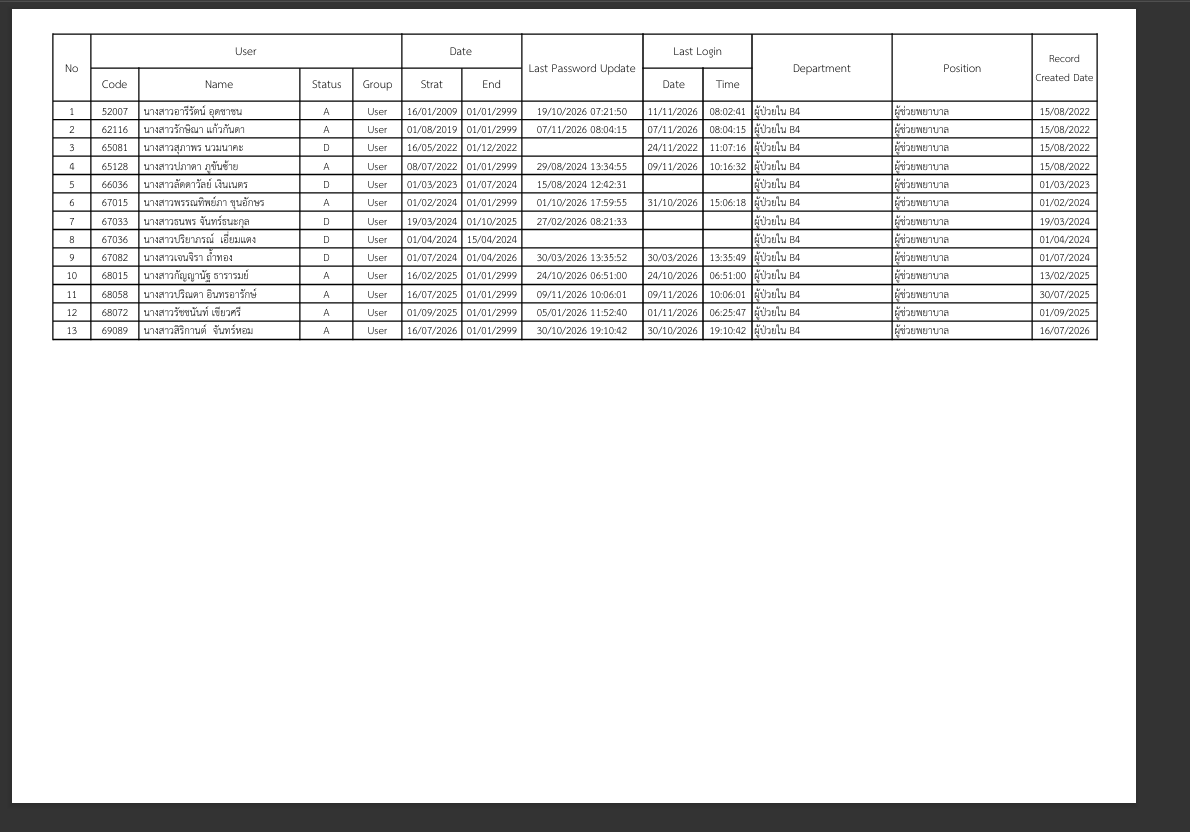 No User Date Last Password Update Last Login Department Position Record Created Date
Code Name Status Group Strat End Date Time
1 52007 นางสาวอารีรัตน์ อุดชาชน A User 16/01/2009 01/01/2999 19/10/2026 07:21:50 11/11/2026 08:02:41 ผู้ป่วยใน B4 ผู้ช่วยพยาบาล 15/08/2022
2 62116 นางสาวรักษิณา แก้วกันดา A User 01/08/2019 01/01/2999 07/11/2026 08:04:15 07/11/2026 08:04:15 ผู้ป่วยใน B4 ผู้ช่วยพยาบาล 15/08/2022
3 65081 นางสาวสุภาพร นวมนาคะ D User 16/05/2022 01/12/2022 24/11/2022 11:07:16 ผู้ป่วยใน B4 ผู้ช่วยพยาบาล 15/08/2022
4 65128 นางสาวปภาดา ภูขันซ้าย A User 08/07/2022 01/01/2999 29/08/2024 13:34:55 09/11/2026 10:16:32 ผู้ป่วยใน B4 ผู้ช่วยพยาบาล 15/08/2022
5 66036 นางสาวลัดดาวัลย์ เงินเนตร D User 01/03/2023 01/07/2024 15/08/2024 12:42:31 ผู้ป่วยใน B4 ผู้ช่วยพยาบาล 01/03/2023
6 67015 นางสาวพรรณทิพย์ภา ขุนอักษร A User 01/02/2024 01/01/2999 01/10/2026 17:59:55 31/10/2026 15:06:18 ผู้ป่วยใน B4 ผู้ช่วยพยาบาล 01/02/2024
7 67033 นางสาวธนพร จันทร์ธนะกุล D User 19/03/2024 01/10/2025 27/02/2026 08:21:33 ผู้ป่วยใน B4 ผู้ช่วยพยาบาล 19/03/2024
8 67036 นางสาวปริยาภรณ์ เอี่ยมแดง D User 01/04/2024 15/04/2024 ผู้ป่วยใน B4 ผู้ช่วยพยาบาล 01/04/2024
9 67082 นางสาวเจนจิรา ถ้ำทอง D User 01/07/2024 01/04/2026 30/03/2026 13:35:52 30/03/2026 13:35:49 ผู้ป่วยใน B4 ผู้ช่วยพยาบาล 01/07/2024
10 68015 นางสาวกัญญาณัฐ ธารารมย์ A User 16/02/2025 01/01/2999 24/10/2026 06:51:00 24/10/2026 06:51:00 ผู้ป่วยใน B4 ผู้ช่วยพยาบาล 13/02/2025
11 68058 นางสาวปริณดา อินทรอารักษ์ A User 16/07/2025 01/01/2999 09/11/2026 10:06:01 09/11/2026 10:06:01 ผู้ป่วยใน B4 ผู้ช่วยพยาบาล 30/07/2025
12 68072 นางสาวรัชชนันท์ เขียวศรี A User 01/09/2025 01/01/2999 05/01/2026 11:52:40 01/11/2026 06:25:47 ผู้ป่วยใน B4 ผู้ช่วยพยาบาล 01/09/2025
13 69089 นางสาวสิริกานต์ จันทร์หอม A User 16/07/2026 01/01/2999 30/10/2026 19:10:42 30/10/2026 19:10:42 ผู้ป่วยใน B4 ผู้ช่วยพยาบาล 16/07/2026